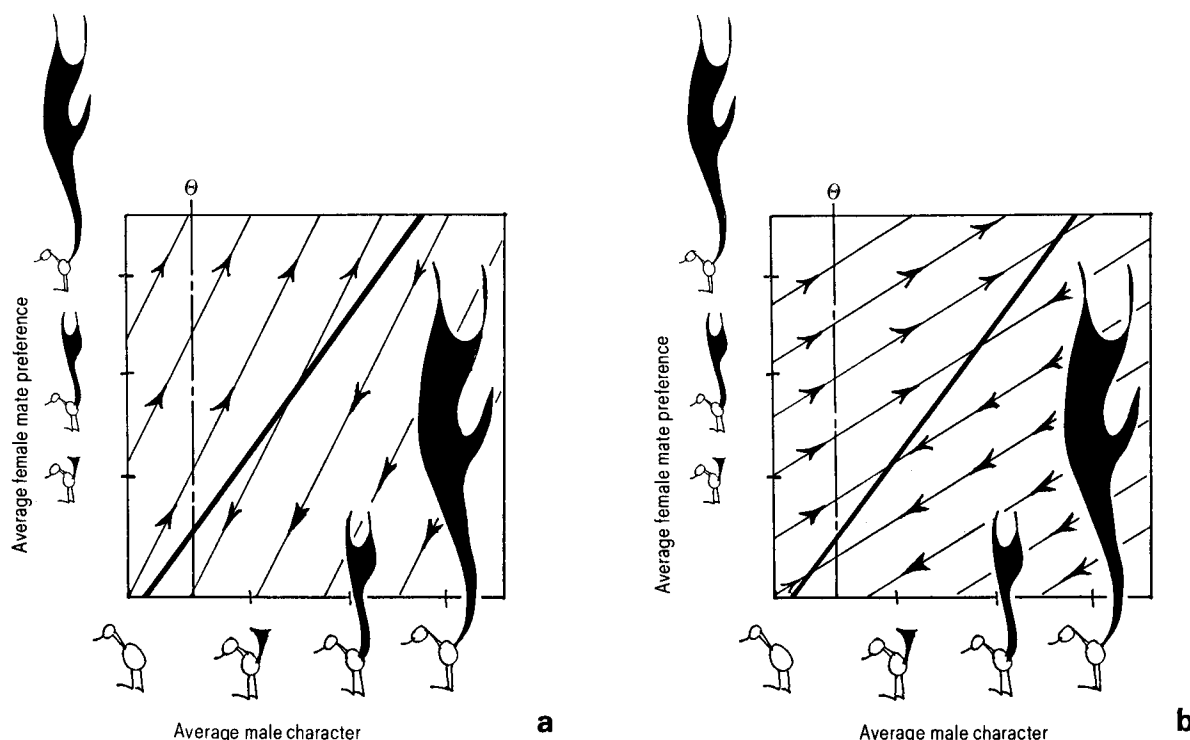 Θ
Average female mate preference
Average male character
a
Θ
Average female mate preference
Average male character
b